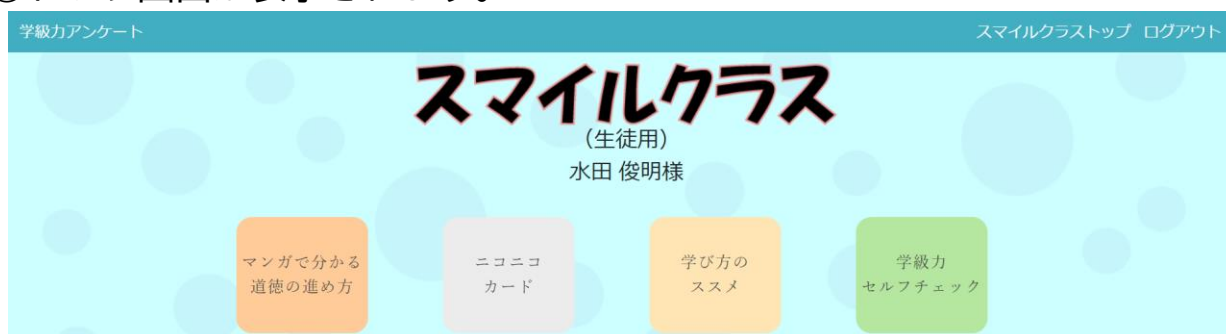 学級力アンケート
スマイルクラストップ ログアウト
スマイルクラス
(生徒用)
水田 俊明様
マンガで分かる
道徳の進め方
ニコニコ
カード
学び方の
ススメ
学級力
セルフチェック